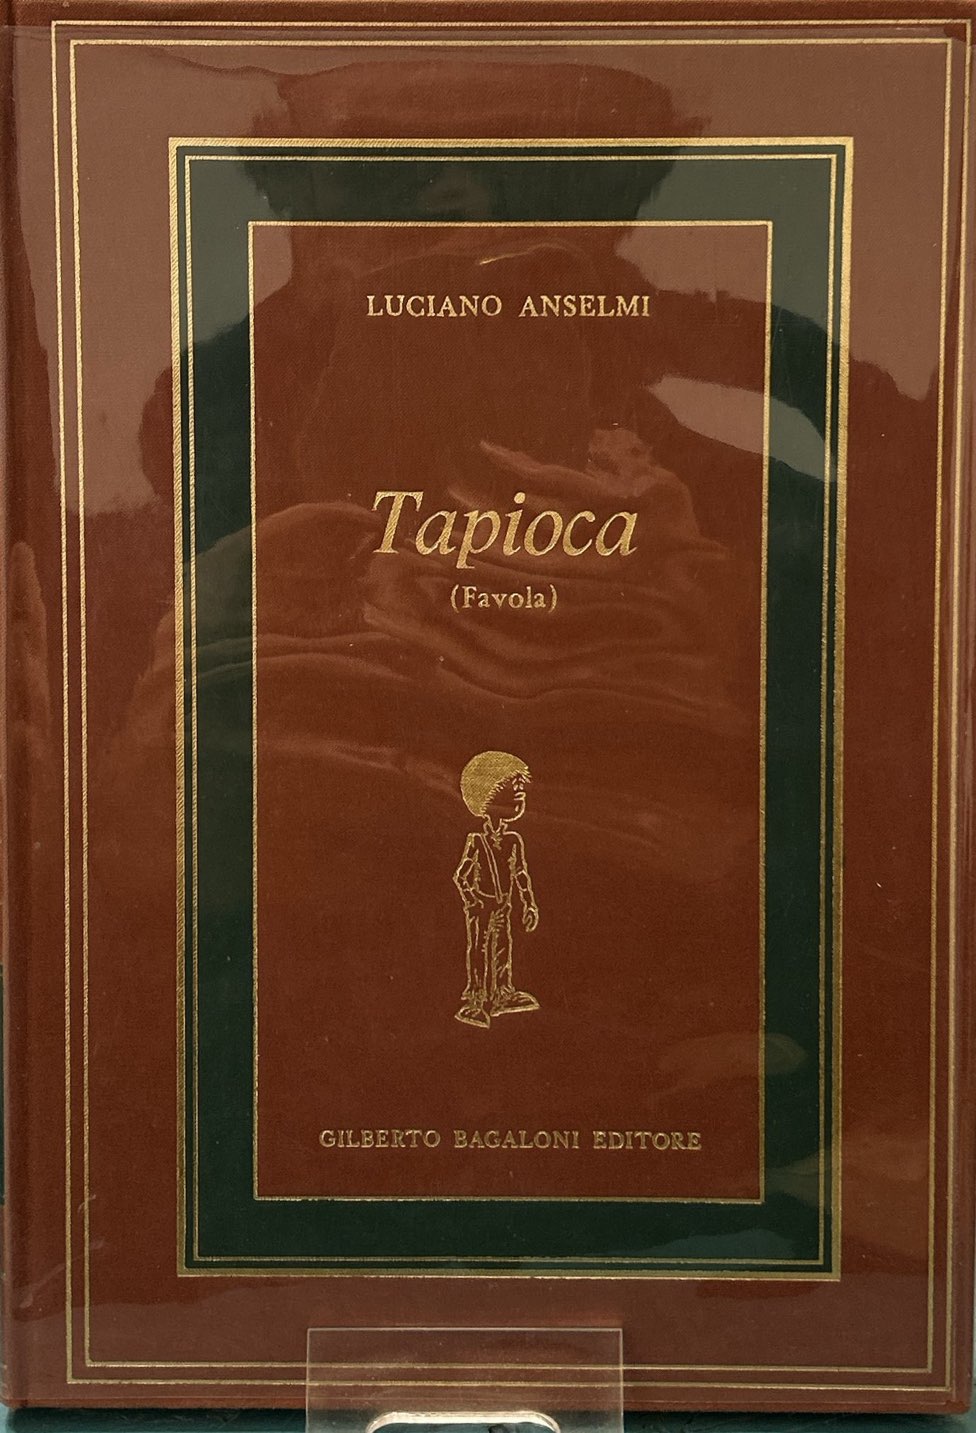 LUCIANO ANSELMI
Tapioca
(Favola)
GILBERTO BAGALONI EDITORE